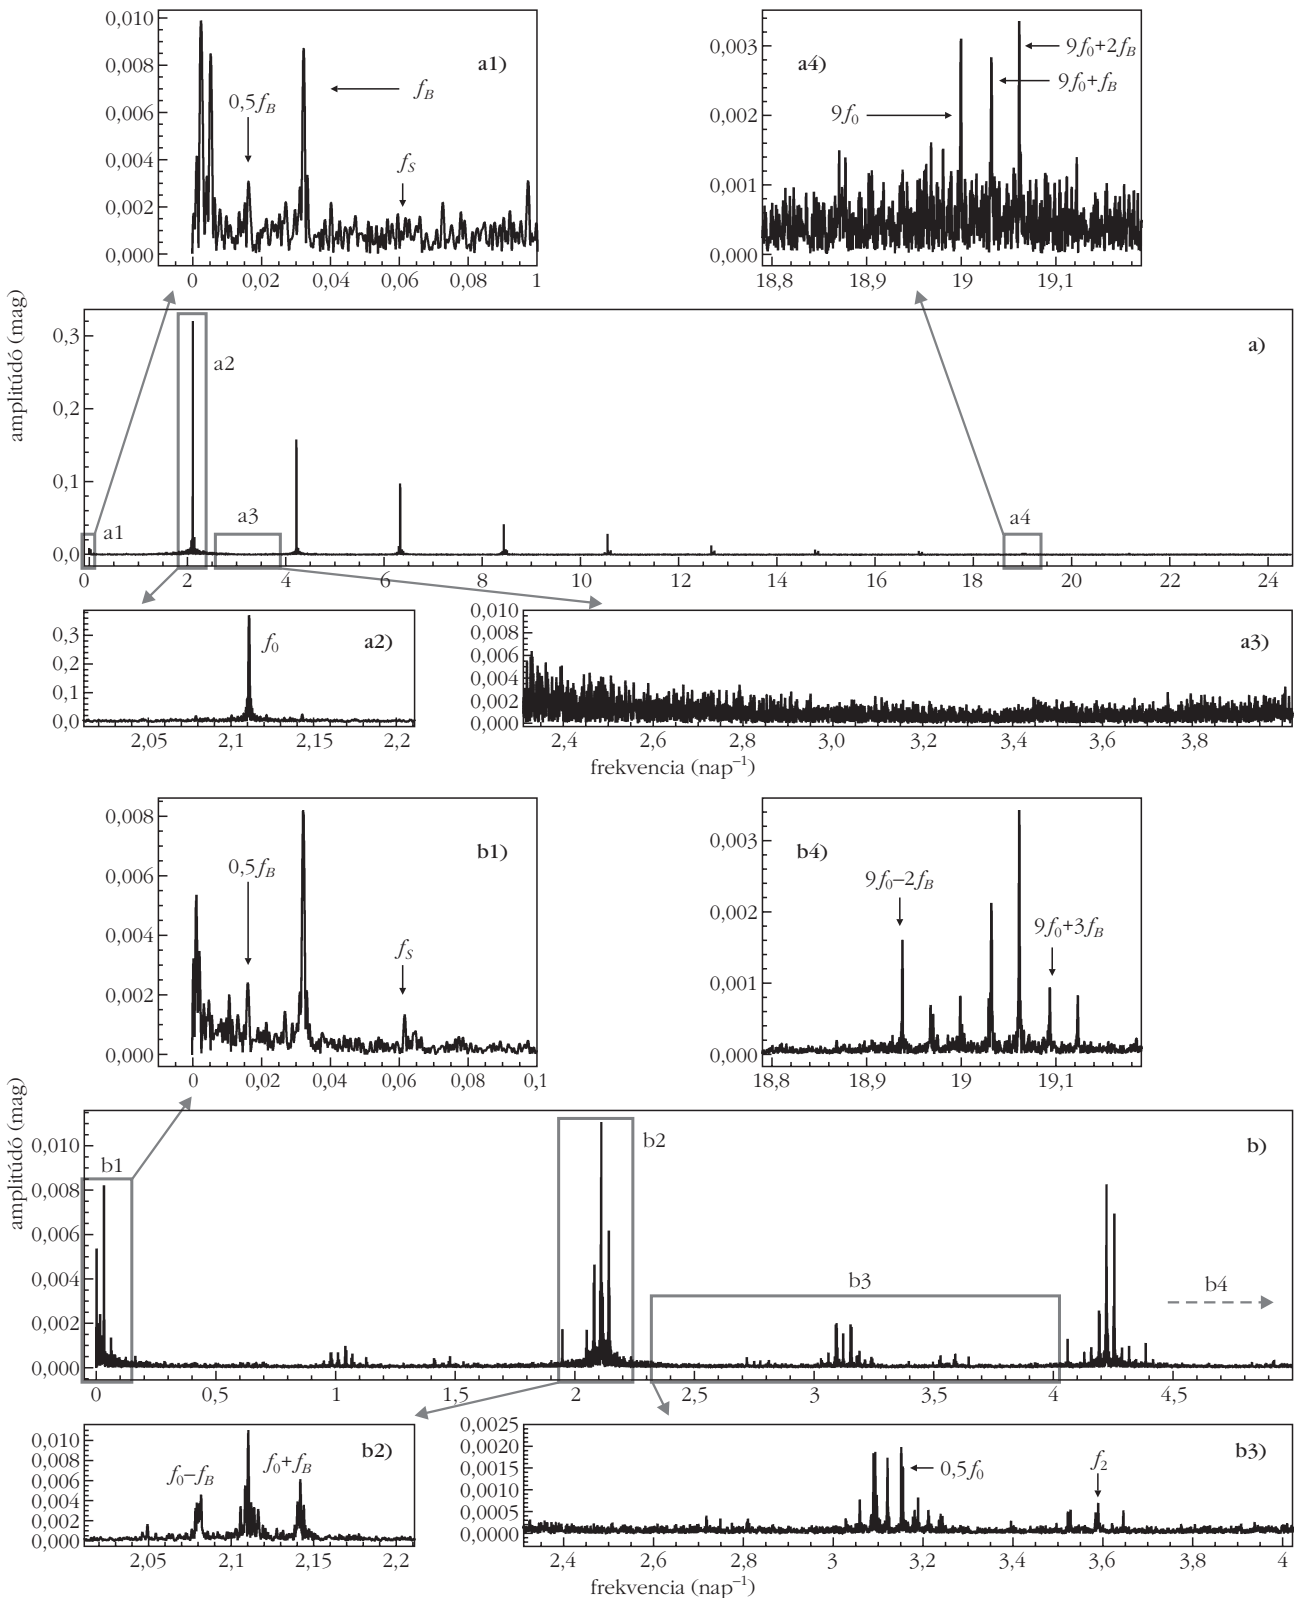 0,010
0,008
0,006
0,004
0,002
0,000
a1)
0,5fB
fB
fS
0 0,02 0,04 0,06 0,08 1
0,003
0,002
0,001
0,000
a4)
9f0+2fB
9f0+fB
9f0
18,8 18,9 19 19,1
amplitúdó (mag)
0,3
0,2
0,1
0,0
a)
a2
a1
a3
a4
0 2 4 6 8 10 12 14 16 18 20 22 24
0,3
0,2
0,1
0,0
f0
a2)
2,05 2,1 2,15 2,2
0,010
0,008
0,006
0,004
0,002
0,000
a3)
2,4 2,6 2,8 3,0 3,2 3,4 3,6 3,8
frekvencia (nap–1)
0,008
0,006
0,004
0,002
0,000
b1)
0,5fB
fS
0 0,02 0,04 0,06 0,08 0,1
0,003
0,002
0,001
0,000
b4)
9f0–2fB
9f0+3fB
18,8 18,9 19 19,1
amplitúdó (mag)
0,010
0,008
0,006
0,004
0,002
0,000
b)
b1
b2
b3
b4
0 0,5 1 1,5 2 2,5 3 3,5 4 4,5
0,010
0,008
0,006
0,004
0,002
0,000
b2)
f0–fB
f0+fB
2,05 2,1 2,15 2,2
0,0025
0,0020
0,0015
0,0010
0,0005
0,0000
b3)
0,5f0
f2
2,4 2,6 2,8 3 3,2 3,4 3,6 3,8 4
frekvencia (nap–1)